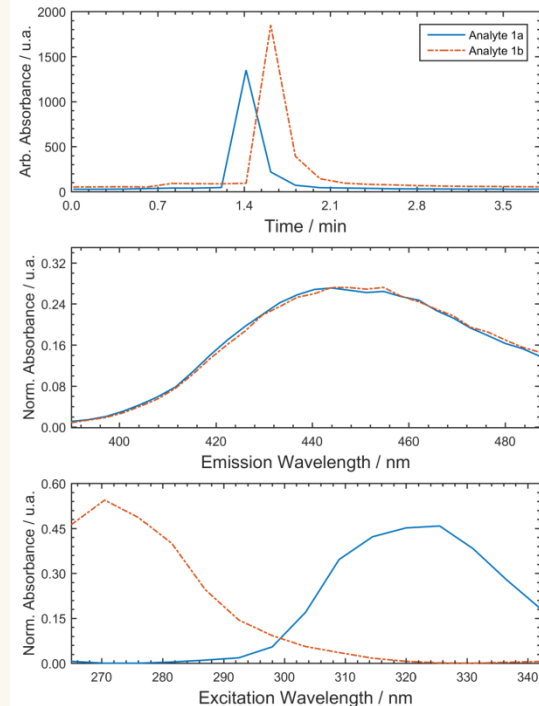 2000
1500
1000
500
0
Arb. Absorbance / u.a.
Analyte 1a
Analyte 1b
0.0 0.7 1.4 2.1 2.8 3.5
Time / min
0.32
0.24
0.16
0.08
0.00
Norm. Absorbance / u.a.
400 420 440 460 480
Emission Wavelength / nm
0.60
0.45
0.30
0.15
0.00
Norm. Absorbance / u.a.
270 280 290 300 310 320 330 340
Excitation Wavelength / nm